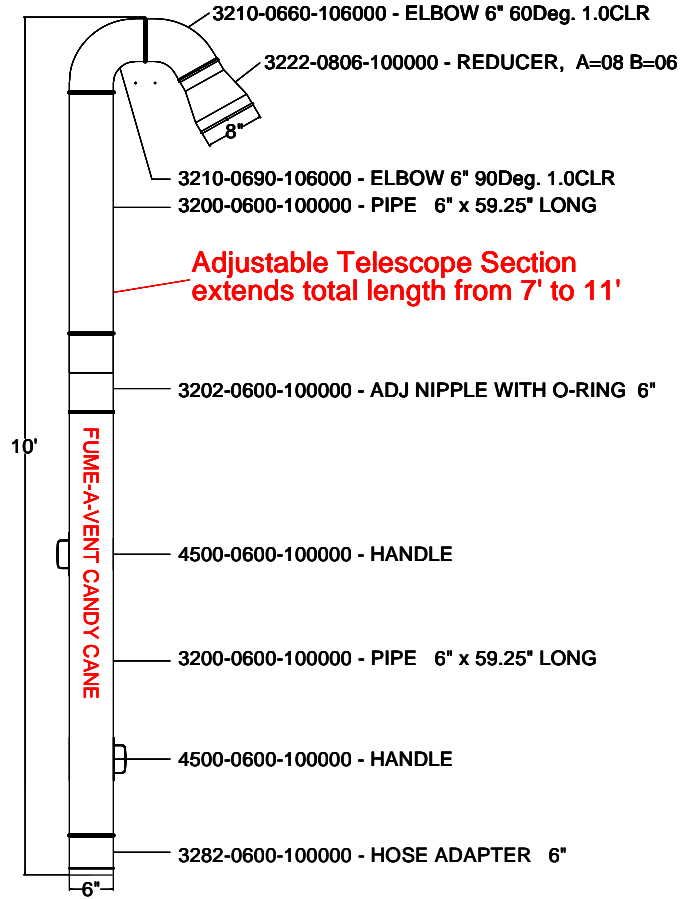 3210-0660-106000 - ELBOW 6" 60Deg. 1.0CLR
3222-0806-100000 - REDUCER,  A=08 B=06
8"
3210-0690-106000 - ELBOW 6" 90Deg. 1.0CLR
3200-0600-100000 - PIPE   6" x 59.25" LONG
Adjustable Telescope Section
extends total length from 7' to 11'
3202-0600-100000 - ADJ NIPPLE WITH O-RING  6"
10'
FUME-A-VENT CANDY CANE
4500-0600-100000 - HANDLE
3200-0600-100000 - PIPE   6" x 59.25" LONG
4500-0600-100000 - HANDLE
3282-0600-100000 - HOSE ADAPTER   6"
6"